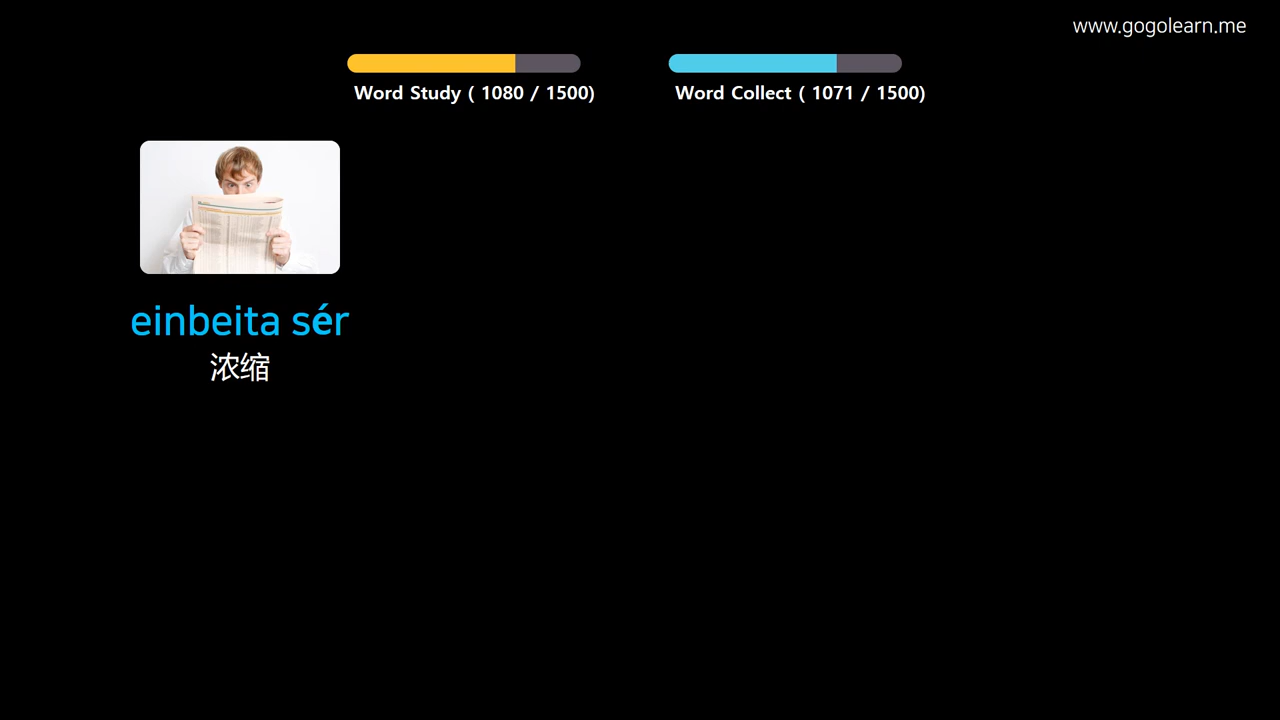 www.gogolearn.me
Word Study ( 1080 / 1500)
Word Collect ( 1071 / 1500)
einbeita sér
浓缩